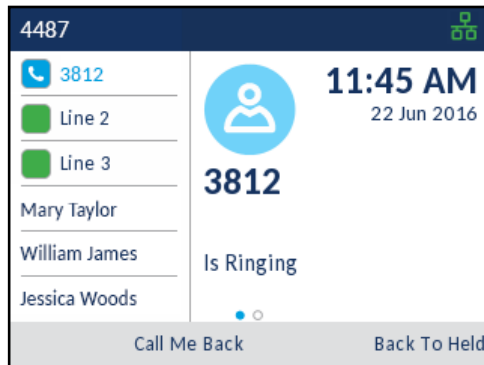 4487
3812
Line 2
Line 3
Mary Taylor
William James
Jessica Woods
11:45 AM
22 Jun 2016
3812
Is Ringing
Call Me Back
Back To Held